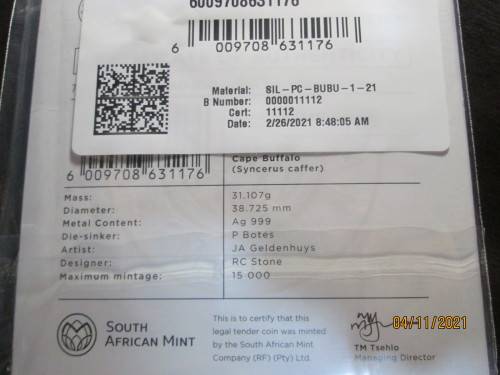 6009708631176
6 009708 631176
Material: SIL-PC-BUBU-1-21
B Number: 0000011112
Cert: 11112
Date: 2/26/2021 8:48:05 AM
6 009708 631176
Cape Buffalo
(Syncerus caffer)
Mass: 31.107g
Diameter: 38.725 mm
Metal Content: Ag 999
Die-sinker: P Botes
Artist: JA Geldenhuys
Designer: RC Stone
Maximum mintage: 15 000
SOUTH
AFRICAN MINT
This is to certify that this
legal tender coin was minted
by the South African Mint
Company (RF) (Pty) Ltd.
TM Tsehlo
Managing Director
04/11/2021